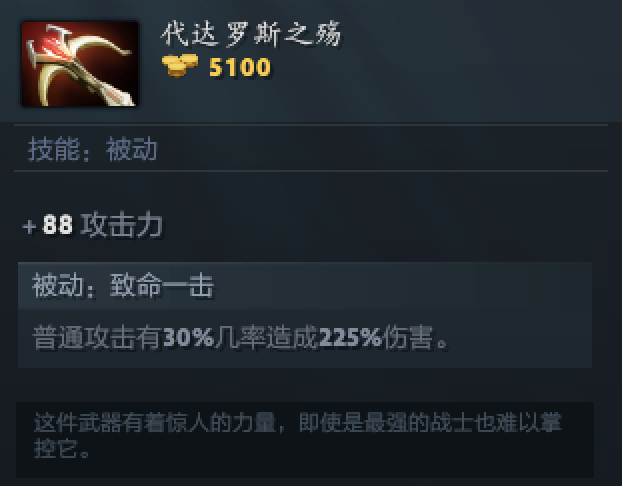 代达罗斯之殇
5100
技能：被动
+88 攻击力
被动：致命一击
普通攻击有30%几率造成225%伤害。
这件武器有着惊人的力量，即使是最强的战士也难以掌
控它。